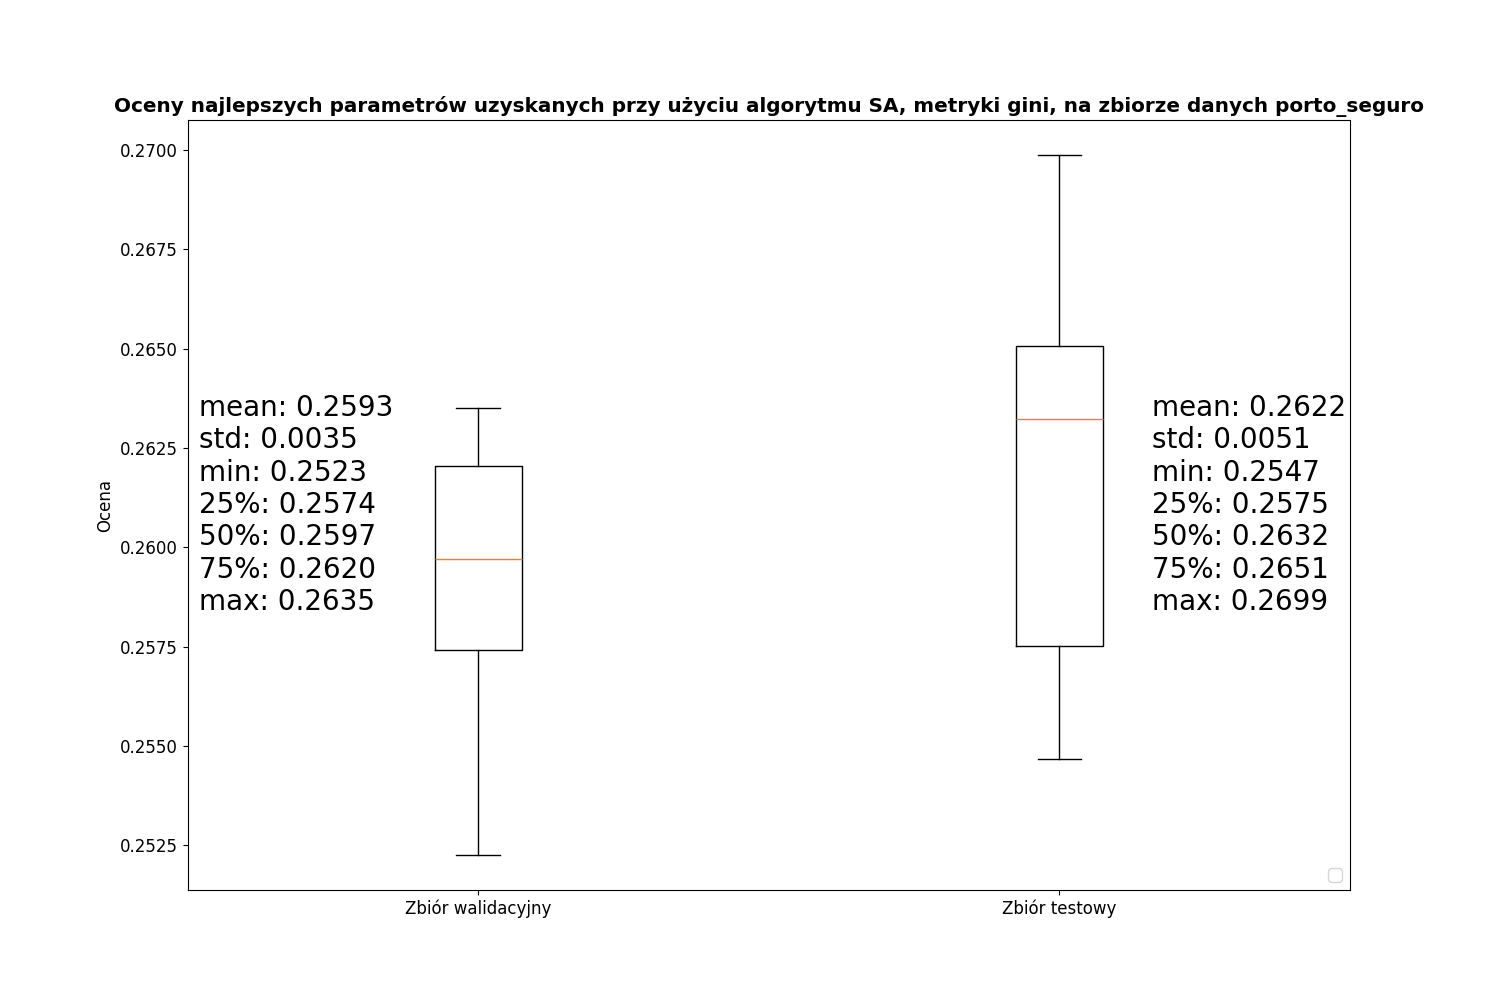 Oceny najlepszych parametrów uzyskanych przy użyciu algorytmu SA, metryki gini, na zbiorze danych porto_seguro
0.2700
0.2675
0.2650
0.2625
0.2600
0.2575
0.2550
0.2525
Ocena
mean: 0.2593
std: 0.0035
min: 0.2523
25%: 0.2574
50%: 0.2597
75%: 0.2620
max: 0.2635
mean: 0.2622
std: 0.0051
min: 0.2547
25%: 0.2575
50%: 0.2632
75%: 0.2651
max: 0.2699
Zbiór walidacyjny
Zbiór testowy